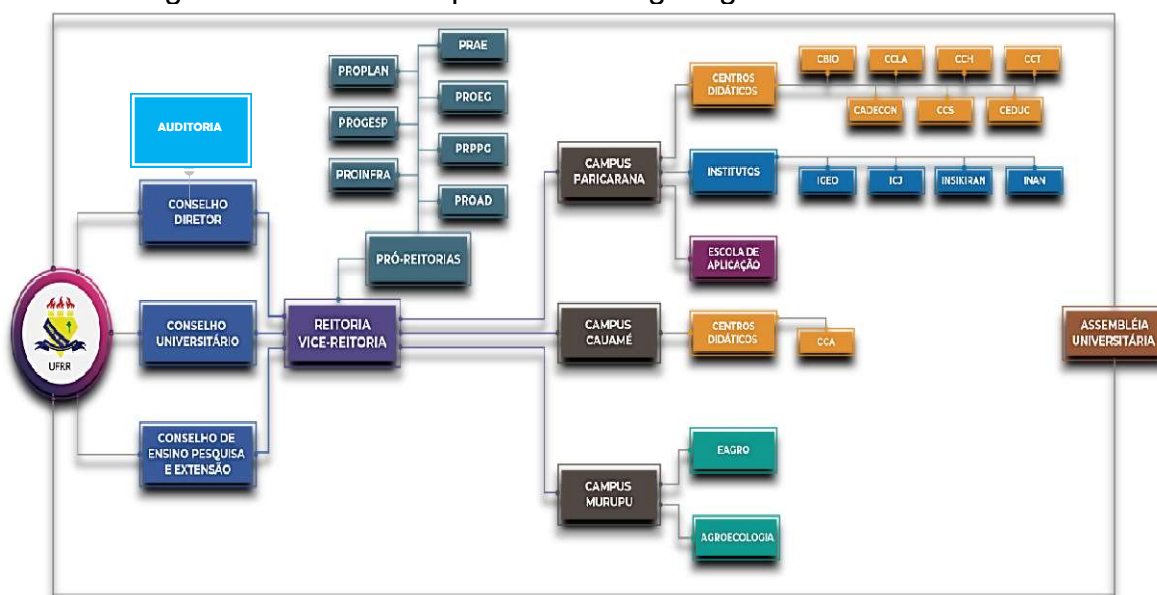 AUDITORIA
CONSELHO
DIRETOR
UFRR
CONSELHO
UNIVERSITÁRIO
CONSELHO DE
ENSINO PESQUISA
E EXTENSÃO
REITORIA
VICE-REITORIA
PRÓ-REITORIAS
PROPLAN
PROGESP
PROINFRA
PRAE
PROEG
PRPPG
PROAD
CAMPUS
PARICARANA
CENTROS
DIDÁTICOS
CBIO
CCLA
CCH
CCT
CADECON
CCS
CEDUC
INSTITUTOS
IGEO
ICJ
INSIKIRAN
INAN
ESCOLA DE
APLICAÇÃO
CAMPUS
CAUAMÉ
CENTROS
DIDÁTICOS
CCA
CAMPUS
MURUPU
EAGRO
AGROECOLOGIA
ASSEMBLÉIA
UNIVERSITÁRIA